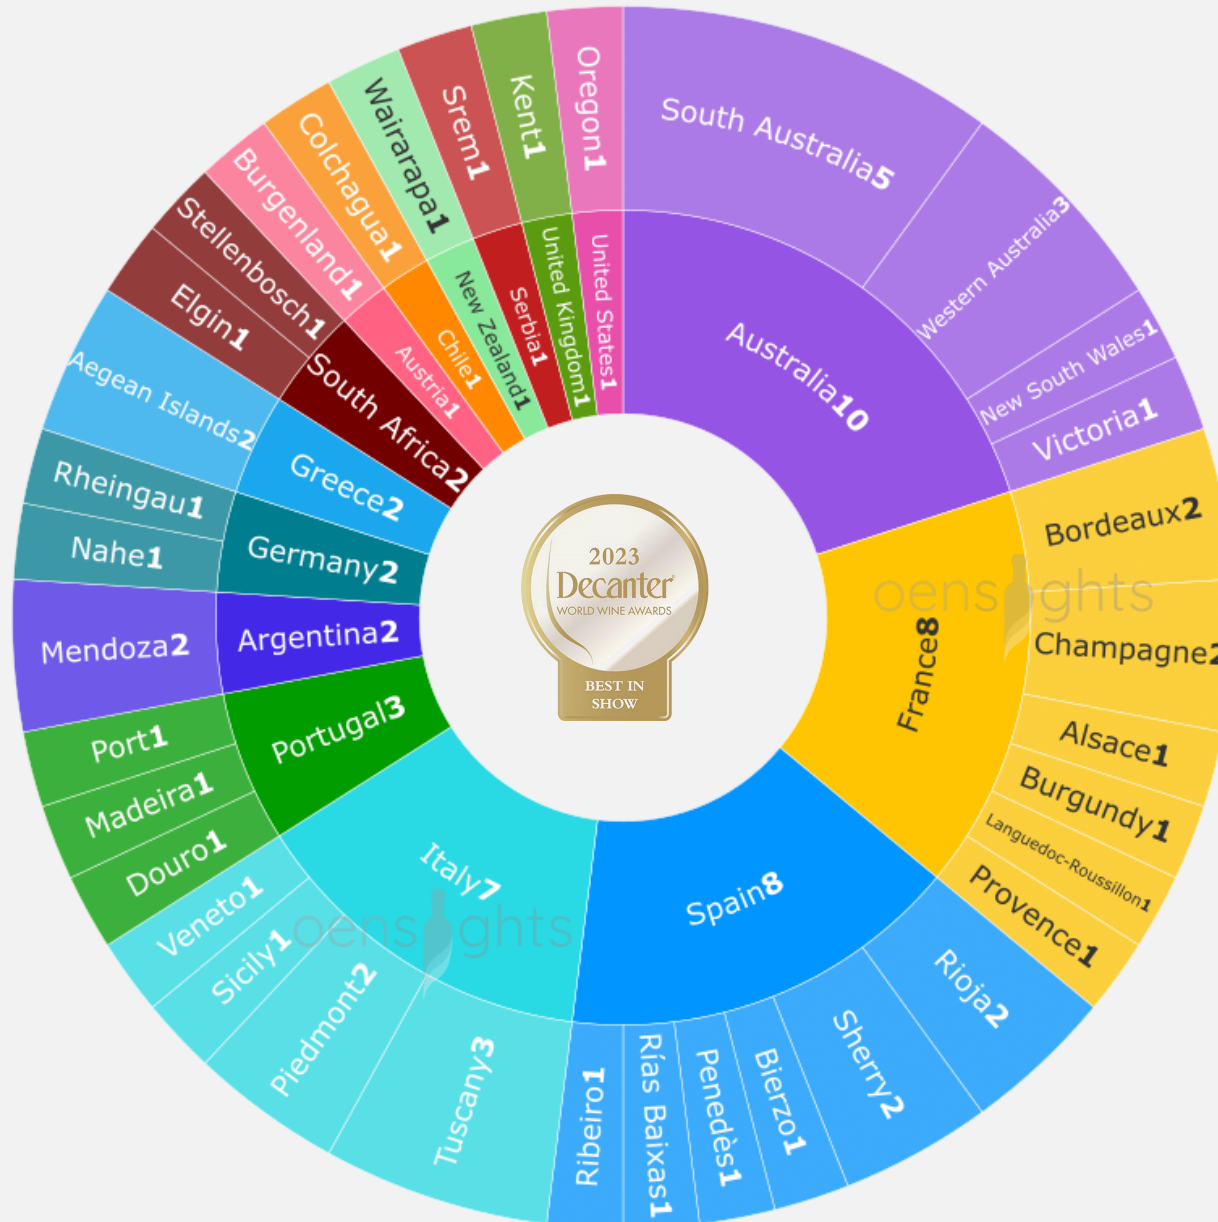 South Australia5
Western Australia3
New South Wales1
Victoria1
Australia10
Bordeaux2
Champagne2
Alsace1
Burgundy1
Languedoc-Roussillon1
Provence1
France8
Rioja2
Sherry2
Bierzo1
Penedès1
Rías Baixas1
Ribeiro1
Spain8
Tuscany3
Piedmont2
Sicily1
Veneto1
Italy7
Douro1
Madeira1
Port1
Portugal3
Mendoza2
Argentina2
Nahe1
Rheingau1
Germany2
Aegean Islands2
Greece2
Elgin1
Stellenbosch1
South Africa2
Burgenland1
Austria1
Colchagua1
Chile1
Wairarapa1
New Zealand1
Srem1
Serbia1
Kent1
United Kingdom1
Oregon1
United States1
2023
Decanter
WORLD WINE AWARDS
BEST IN
SHOW
oensights
oensights